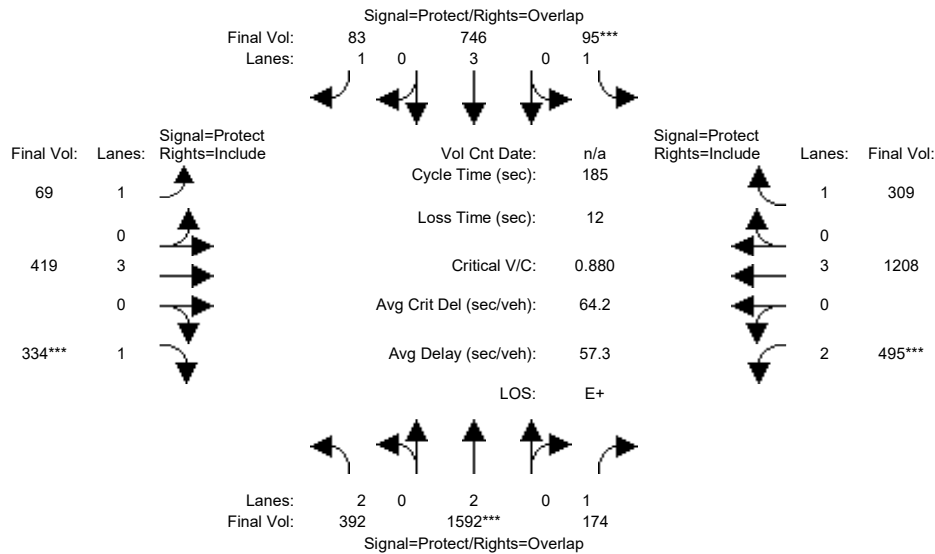 Signal=Protect/Rights=Overlap
Final Vol: 83 746 95***
Lanes: 1 0 3 0 1
Signal=Protect Signal=Protect
Final Vol: Lanes: Rights=Include Vol Cnt Date: n/a Rights=Include Lanes: Final Vol:
Cycle Time (sec): 185
69 1 1 309
Loss Time (sec): 12
0 0
419 3 Critical V/C: 0.880 3 1208
0 Avg Crit Del (sec/veh): 64.2 0
334*** 1 Avg Delay (sec/veh): 57.3 2 495***
LOS: E+
Lanes: 2 0 2 0 1
Final Vol: 392 1592*** 174
Signal=Protect/Rights=Overlap